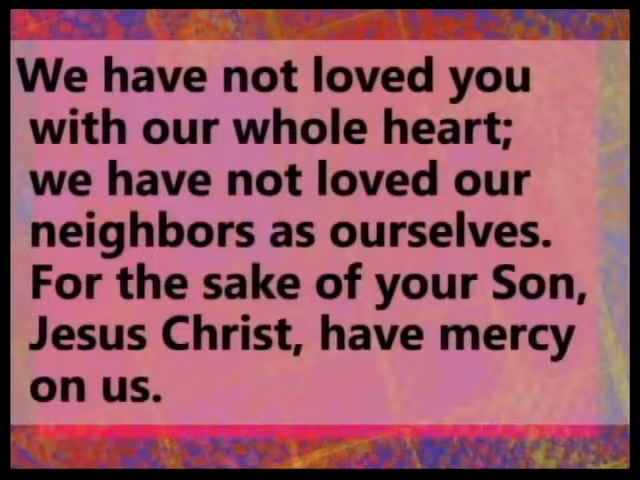 We have not loved you
with our whole heart;
we have not loved our
neighbors as ourselves.
For the sake of your Son,
Jesus Christ, have mercy
on us.